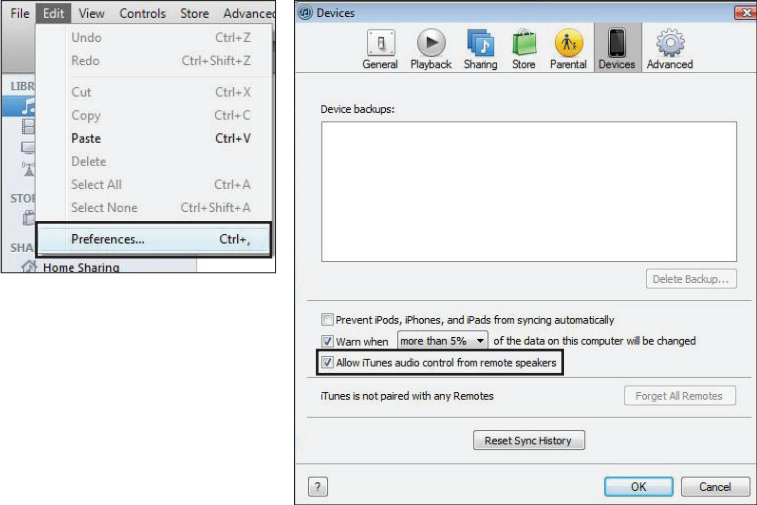 File Edit View Controls Store Advanced
Undo Ctrl+Z
Redo Ctrl+Shift+Z
LIBR
Cut Ctrl+X
Copy Ctrl+C
Paste Ctrl+V
Delete
Select All Ctrl+A
STOR
Select None Ctrl+Shift+A
Preferences... Ctrl+,
SHA
Home Sharing
Devices
General Playback Sharing Store Parental Devices Advanced
Device backups:
Delete Backup...
Prevent iPods, iPhones, and iPads from syncing automatically
Warn when more than 5% of the data on this computer will be changed
Allow iTunes audio control from remote speakers
iTunes is not paired with any Remotes Forget All Remotes
Reset Sync History
? OK Cancel